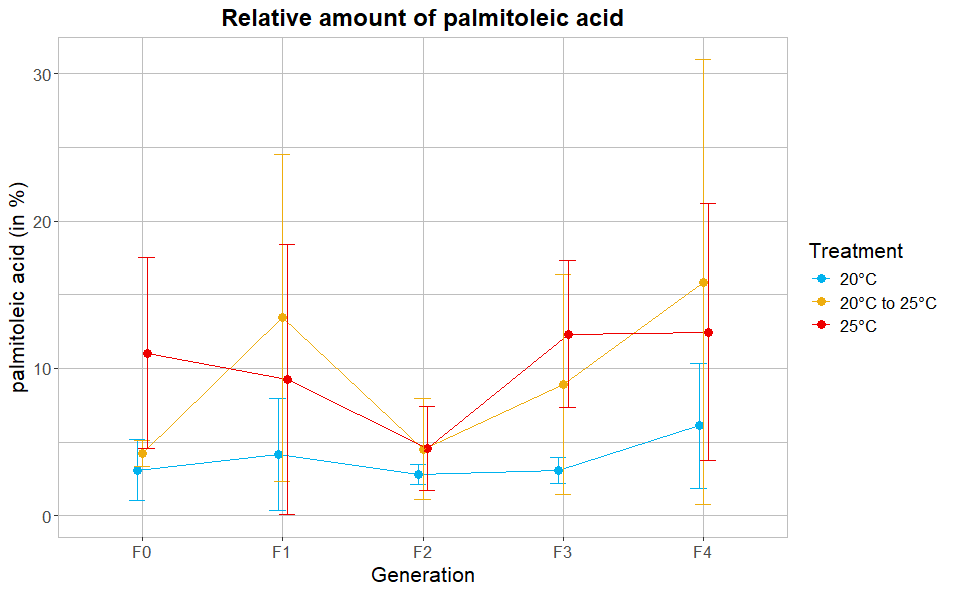 Relative amount of palmitoleic acid
palmitoleic acid (in %)
30
20
10
0
F0 F1 F2 F3 F4
Generation
Treatment
20°C
20°C to 25°C
25°C